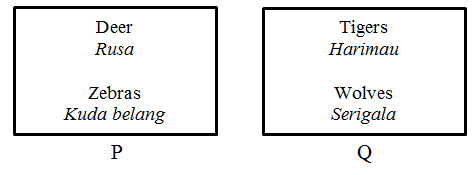 Deer
Rusa
Zebras
Kuda belang
P
Tigers
Harimau
Wolves
Serigala
Q